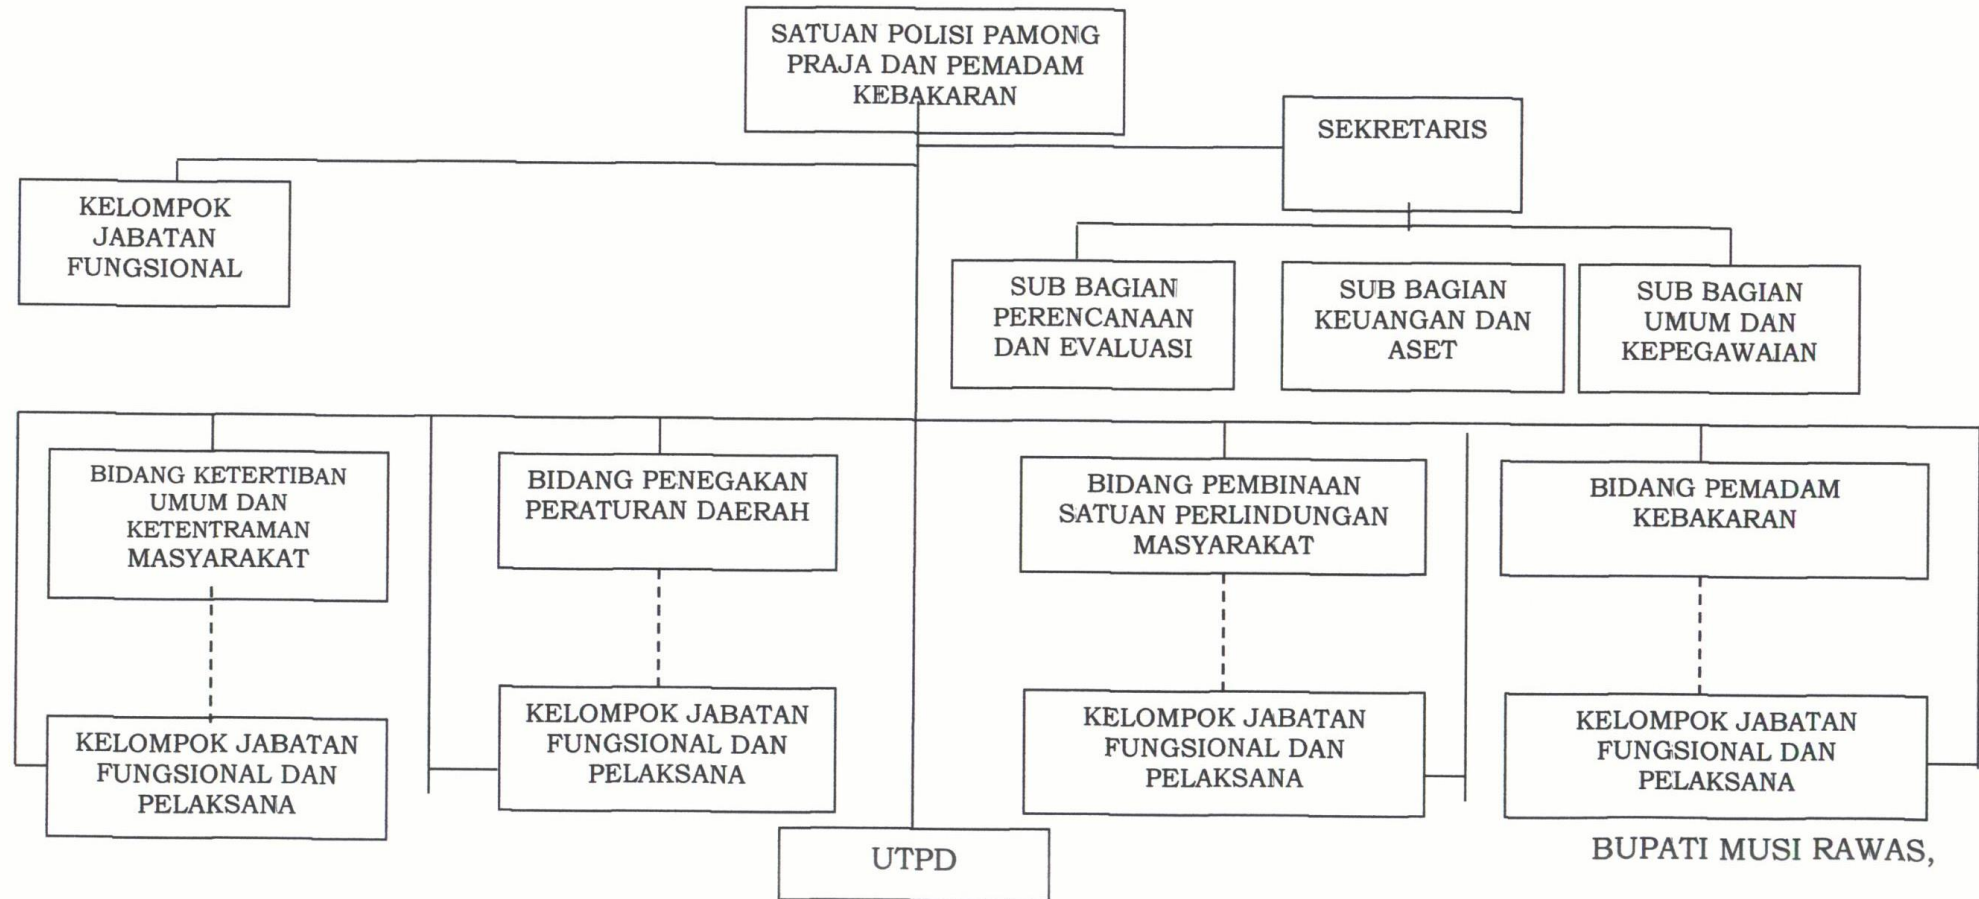 SATUAN POLISI PAMONG
PRAJA DAN PEMADAM
KEBAKARAN
SEKRETARIS
KELOMPOK
JABATAN
FUNGSIONAL
SUB BAGIAN
PERENCANAAN
DAN EVALUASI
SUB BAGIAN
KEUANGAN DAN
ASET
SUB BAGIAN
UMUM DAN
KEPEGAWAIAN
BIDANG KETERTIBAN
UMUM DAN
KETENTRAMAN
MASYARAKAT
BIDANG PENEGAKAN
PERATURAN DAERAH
BIDANG PEMBINAAN
SATUAN PERLINDUNGAN
MASYARAKAT
BIDANG PEMADAM
KEBAKARAN
KELOMPOK JABATAN
FUNGSIONAL DAN
PELAKSANA
KELOMPOK JABATAN
FUNGSIONAL DAN
PELAKSANA
KELOMPOK JABATAN
FUNGSIONAL DAN
PELAKSANA
KELOMPOK JABATAN
FUNGSIONAL DAN
PELAKSANA
UTPD
BUPATI MUSI RAWAS,